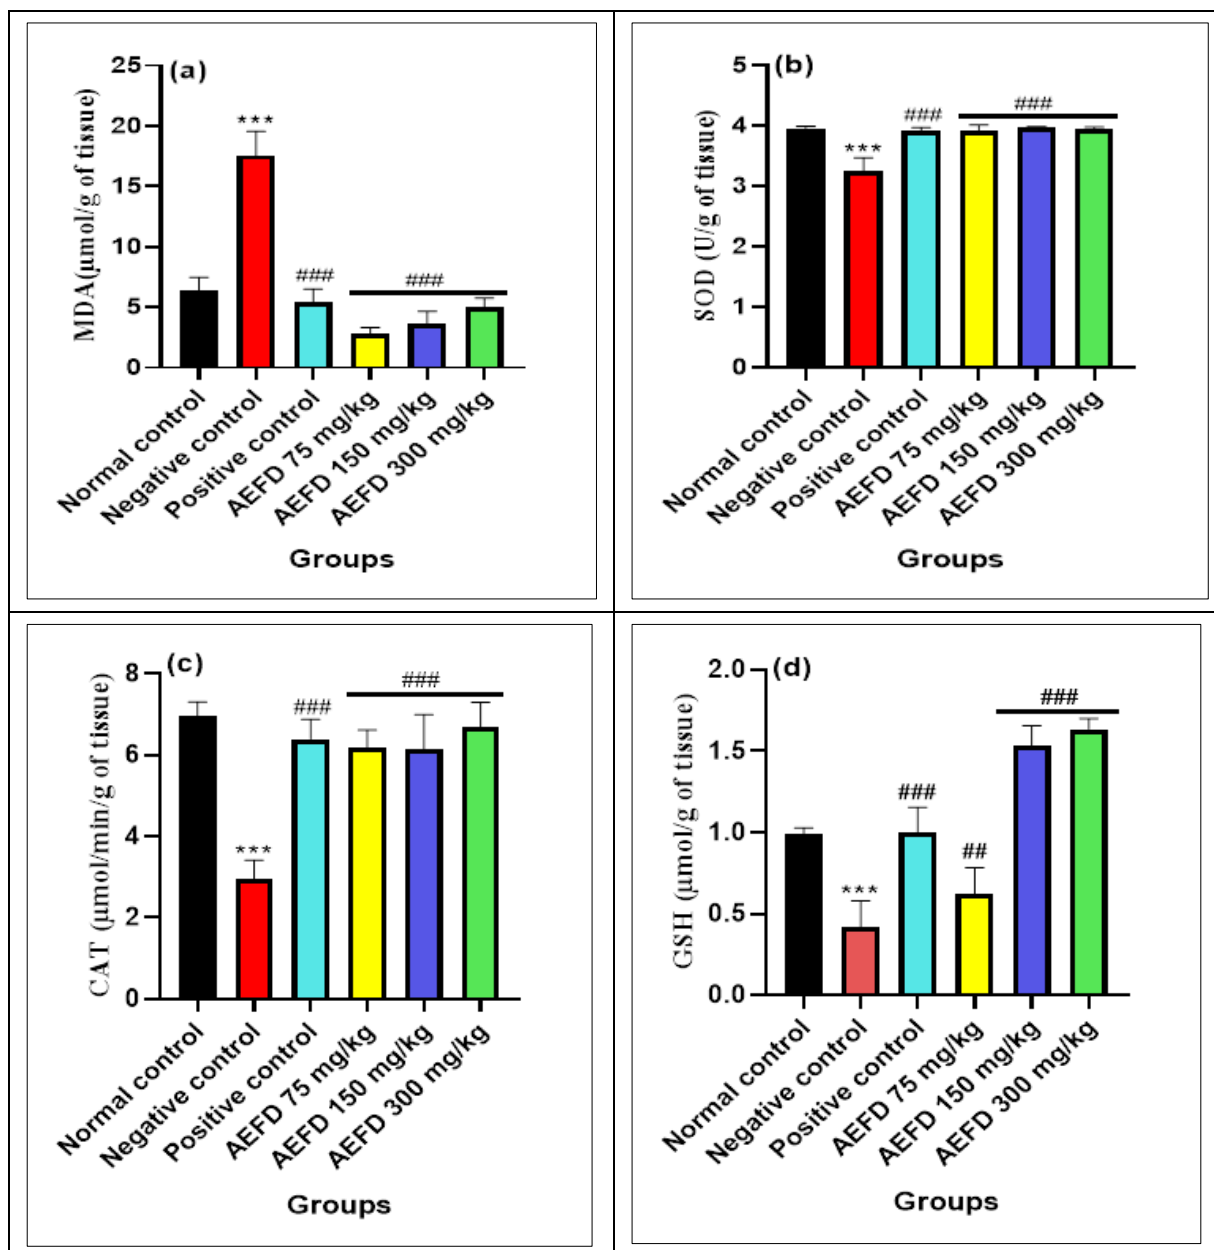 (a)
MDA(µmol/g of tissue)
25
20
15
10
5
0
***
###
###
Normal control
Negative control
Positive control
AEFD 75 mg/kg
AEFD 150 mg/kg
AEFD 300 mg/kg
Groups
(b)
SOD (U/g of tissue)
5
4
3
2
1
0
***
###
###
Normal control
Negative control
Positive control
AEFD 75 mg/kg
AEFD 150 mg/kg
AEFD 300 mg/kg
Groups
(c)
CAT (µmol/min/g of tissue)
8
6
4
2
0
***
###
###
Normal control
Negative control
Positive control
AEFD 75 mg/kg
AEFD 150 mg/kg
AEFD 300 mg/kg
Groups
(d)
GSH (µmol/g of tissue)
2.0
1.5
1.0
0.5
0.0
***
###
##
###
Normal control
Negative control
Positive control
AEFD 75 mg/kg
AEFD 150 mg/kg
AEFD 300 mg/kg
Groups